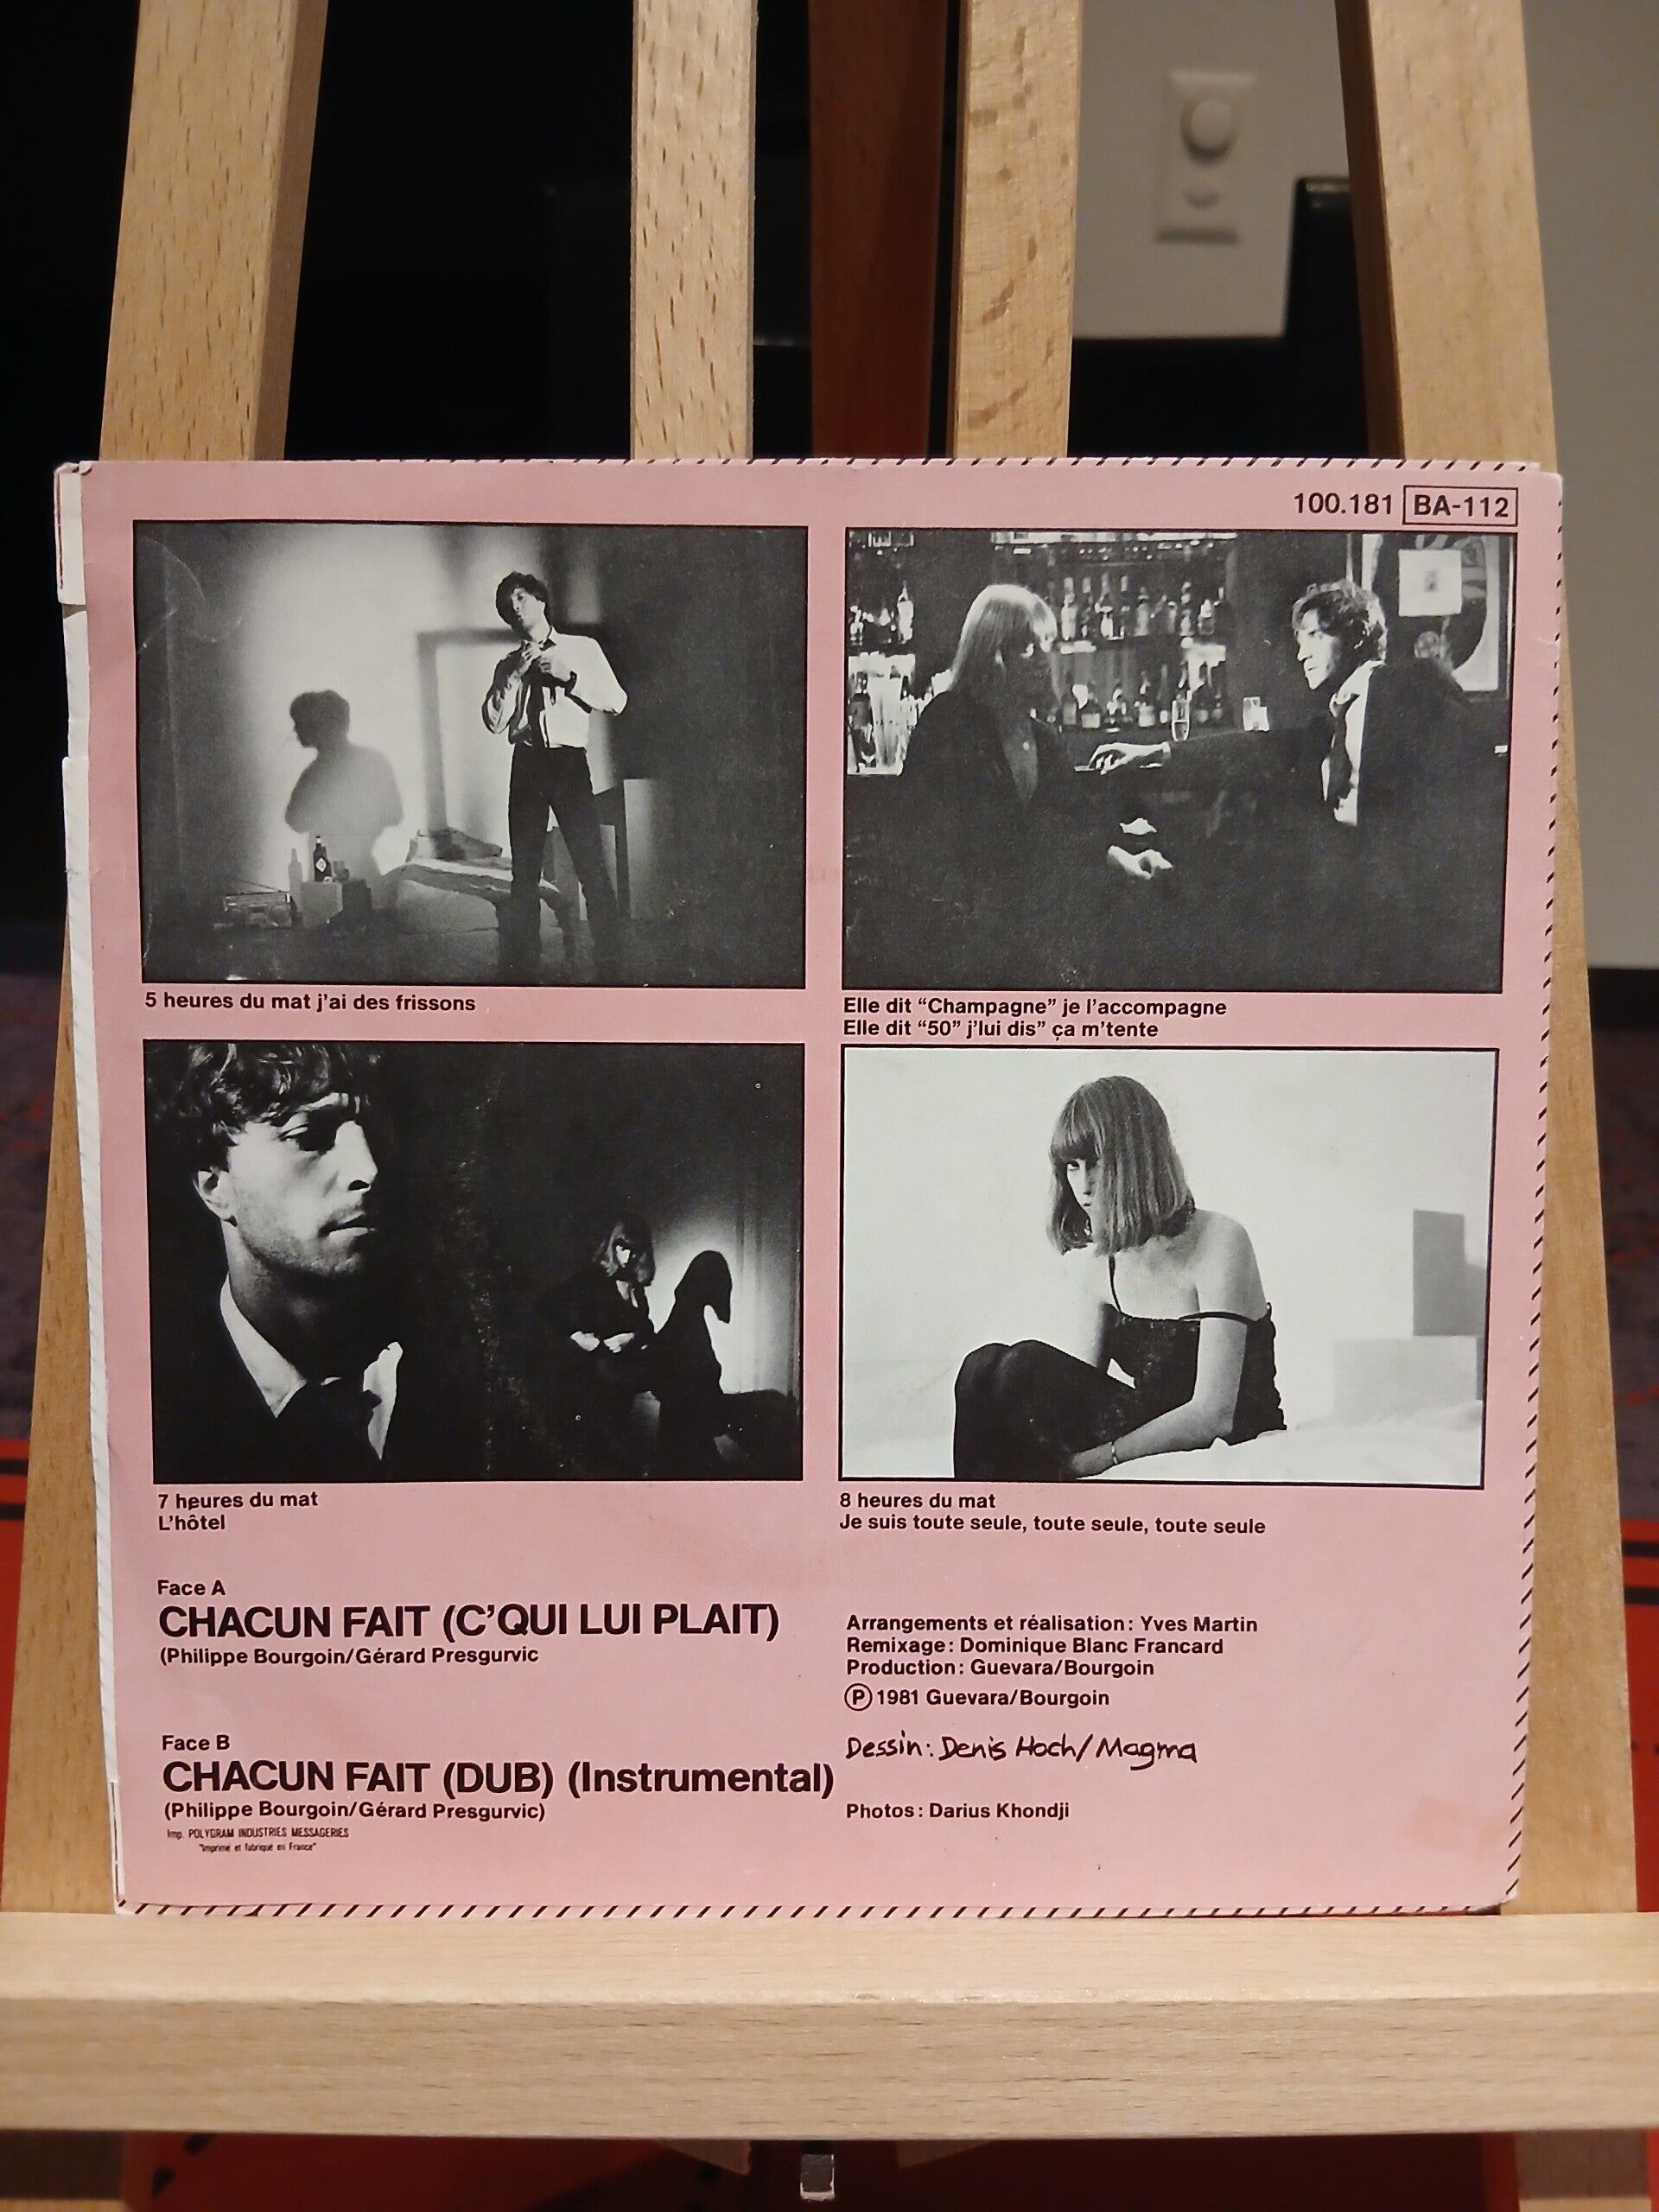 100.181 BA-112
5 heures du mat j'ai des frissons
Elle dit “Champagne” je l'accompagne
Elle dit “50” j'lui dis” ça m'tente
7 heures du mat
L'hôtel
8 heures du mat
Je suis toute seule, toute seule, toute seule
Face A
CHACUN FAIT (C'QUI LUI PLAIT)
(Philippe Bourgoin/Gérard Presgurvic
Face B
CHACUN FAIT (DUB) (Instrumental)
(Philippe Bourgoin/Gérard Presgurvic)
Imp. POLYGRAM INDUSTRIES MESSAGERIES
"Imprimé et fabriqué en France"
Arrangements et réalisation: Yves Martin
Remixage: Dominique Blanc Francard
Production: Guevara/Bourgoin
Ⓟ 1981 Guevara/Bourgoin
Dessin: Denis Hoch/Magma
Photos: Darius Khondji